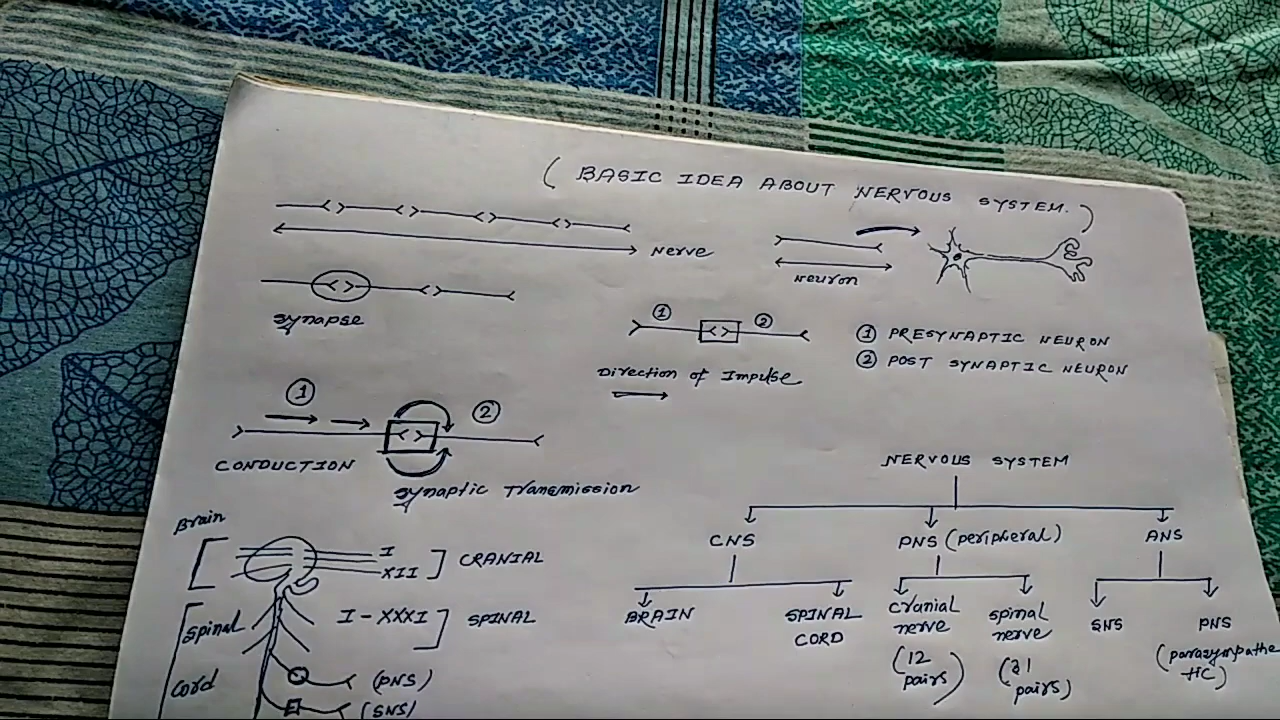 ( BASIC IDEA ABOUT NERVOUS SYSTEM. )
Nerve
Neuron
Synapse
① ②
Direction of Impulse
① PRESYNAPTIC NEURON
② POST SYNAPTIC NEURON
① ②
CONDUCTION
Synaptic Transmission
Brain
I
XII
CRANIAL
Spinal
I - XXXI
SPINAL
Cord
(PNS)
(SNS)
NERVOUS SYSTEM
CNS PNS (peripheral) ANS
BRAIN SPINAL CORD
cranial nerve
(12 pairs)
spinal nerve
(31 pairs)
SNS PNS
(parasympathe
tic)